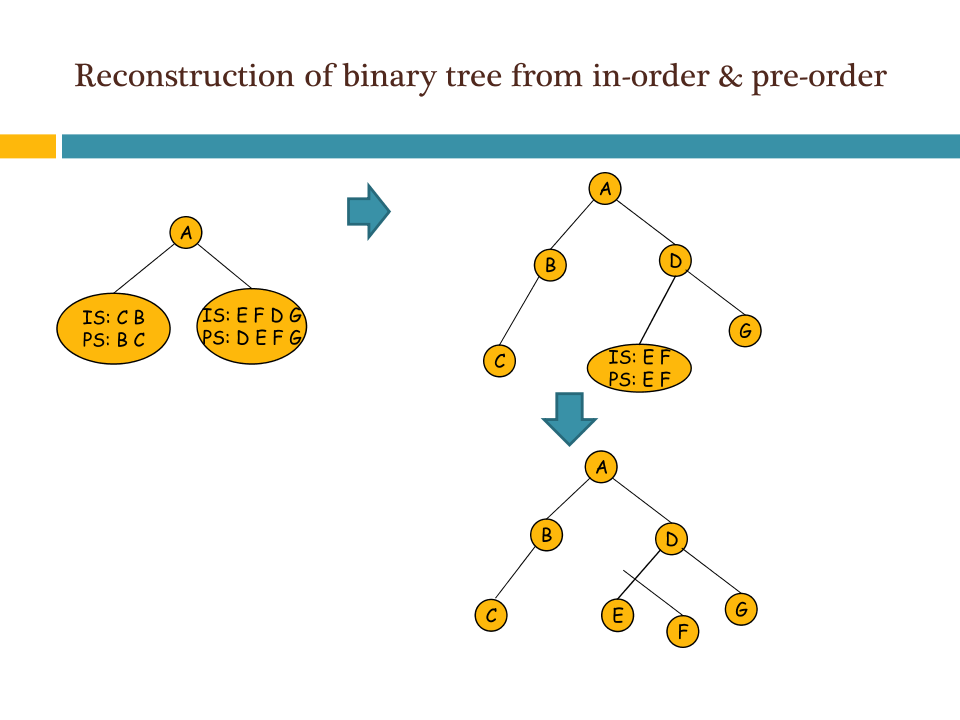 Reconstruction of binary tree from in-order & pre-order
A
IS: C B
PS: B C
IS: E F D G
PS: D E F G
A
B
D
G
C
IS: E F
PS: E F
A
B
D
C
E
G
F